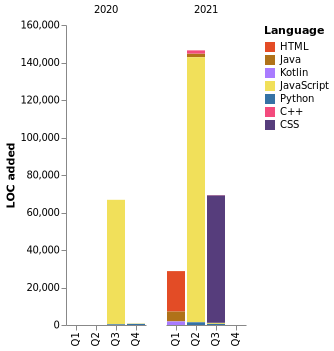 2020 2021
Language
HTML
Java
Kotlin
JavaScript
Python
C++
CSS
LOC added
160,000
140,000
120,000
100,000
80,000
60,000
40,000
20,000
0
Q1 Q2 Q3 Q4 Q1 Q2 Q3 Q4